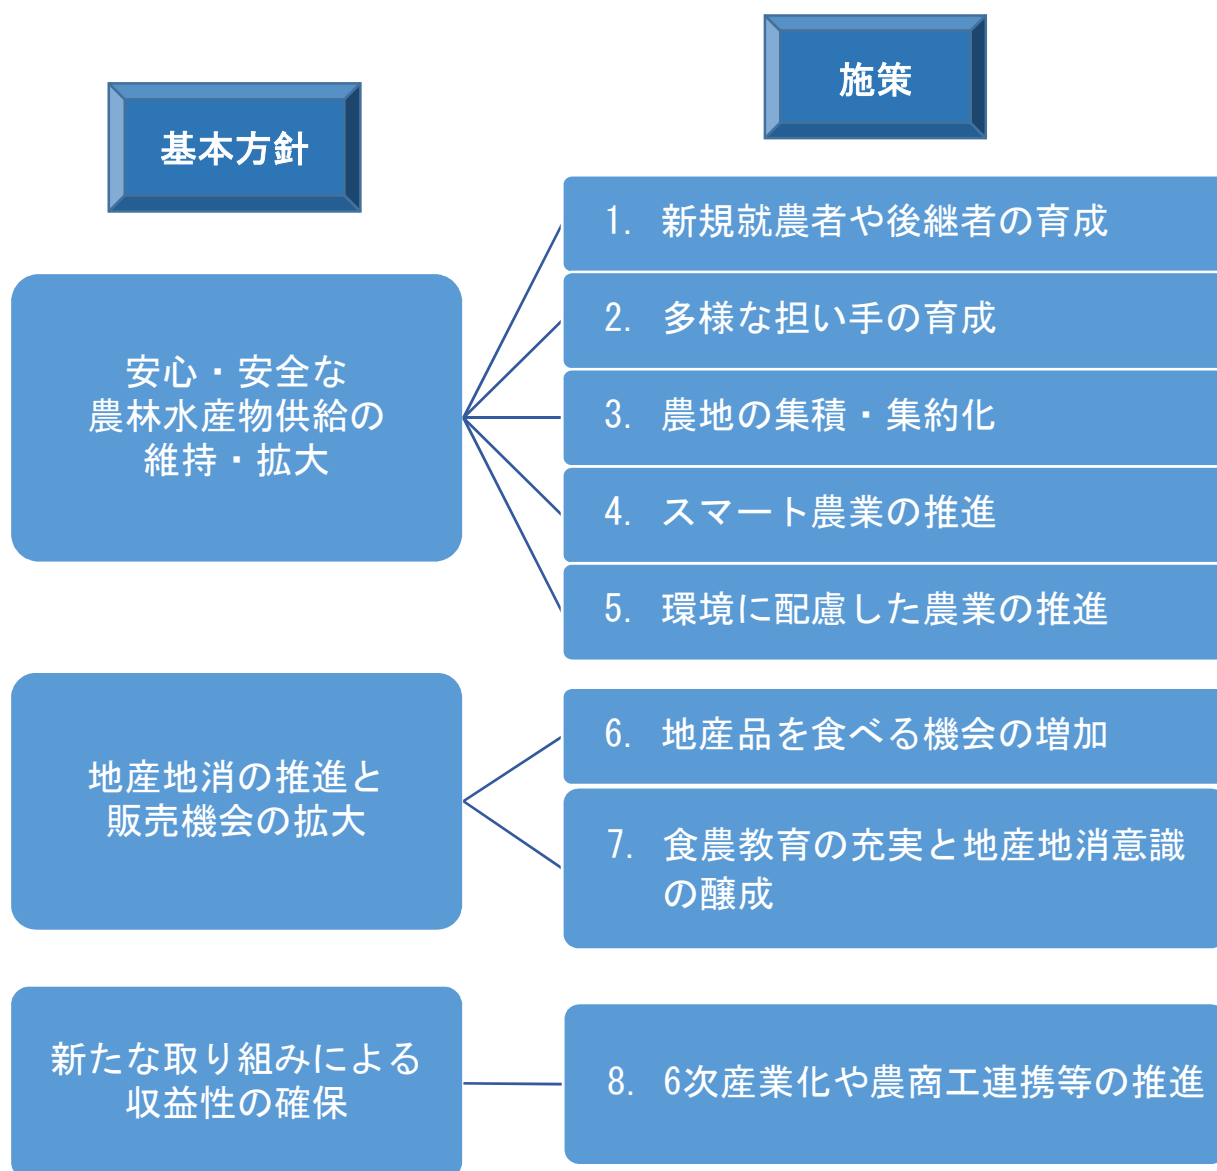 基本方針
施策
安心・安全な
農林水産物供給の
維持・拡大
1. 新規就農者や後継者の育成
2. 多様な担い手の育成
3. 農地の集積・集約化
4. スマート農業の推進
5. 環境に配慮した農業の推進
地産地消の推進と
販売機会の拡大
6. 地産品を食べる機会の増加
7. 食農教育の充実と地産地消意識
の醸成
新たな取り組みによる
収益性の確保
8. 6次産業化や農商工連携等の推進